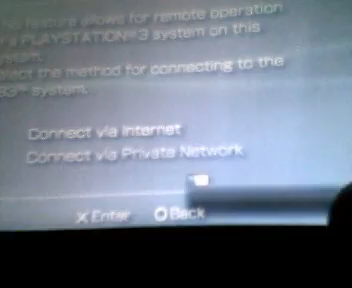 feature allows for remote operation
PLAYSTATION®3 system on this
the method for connecting to the
system.
Connect via Internet
Connect via Private Network
X Enter O Back